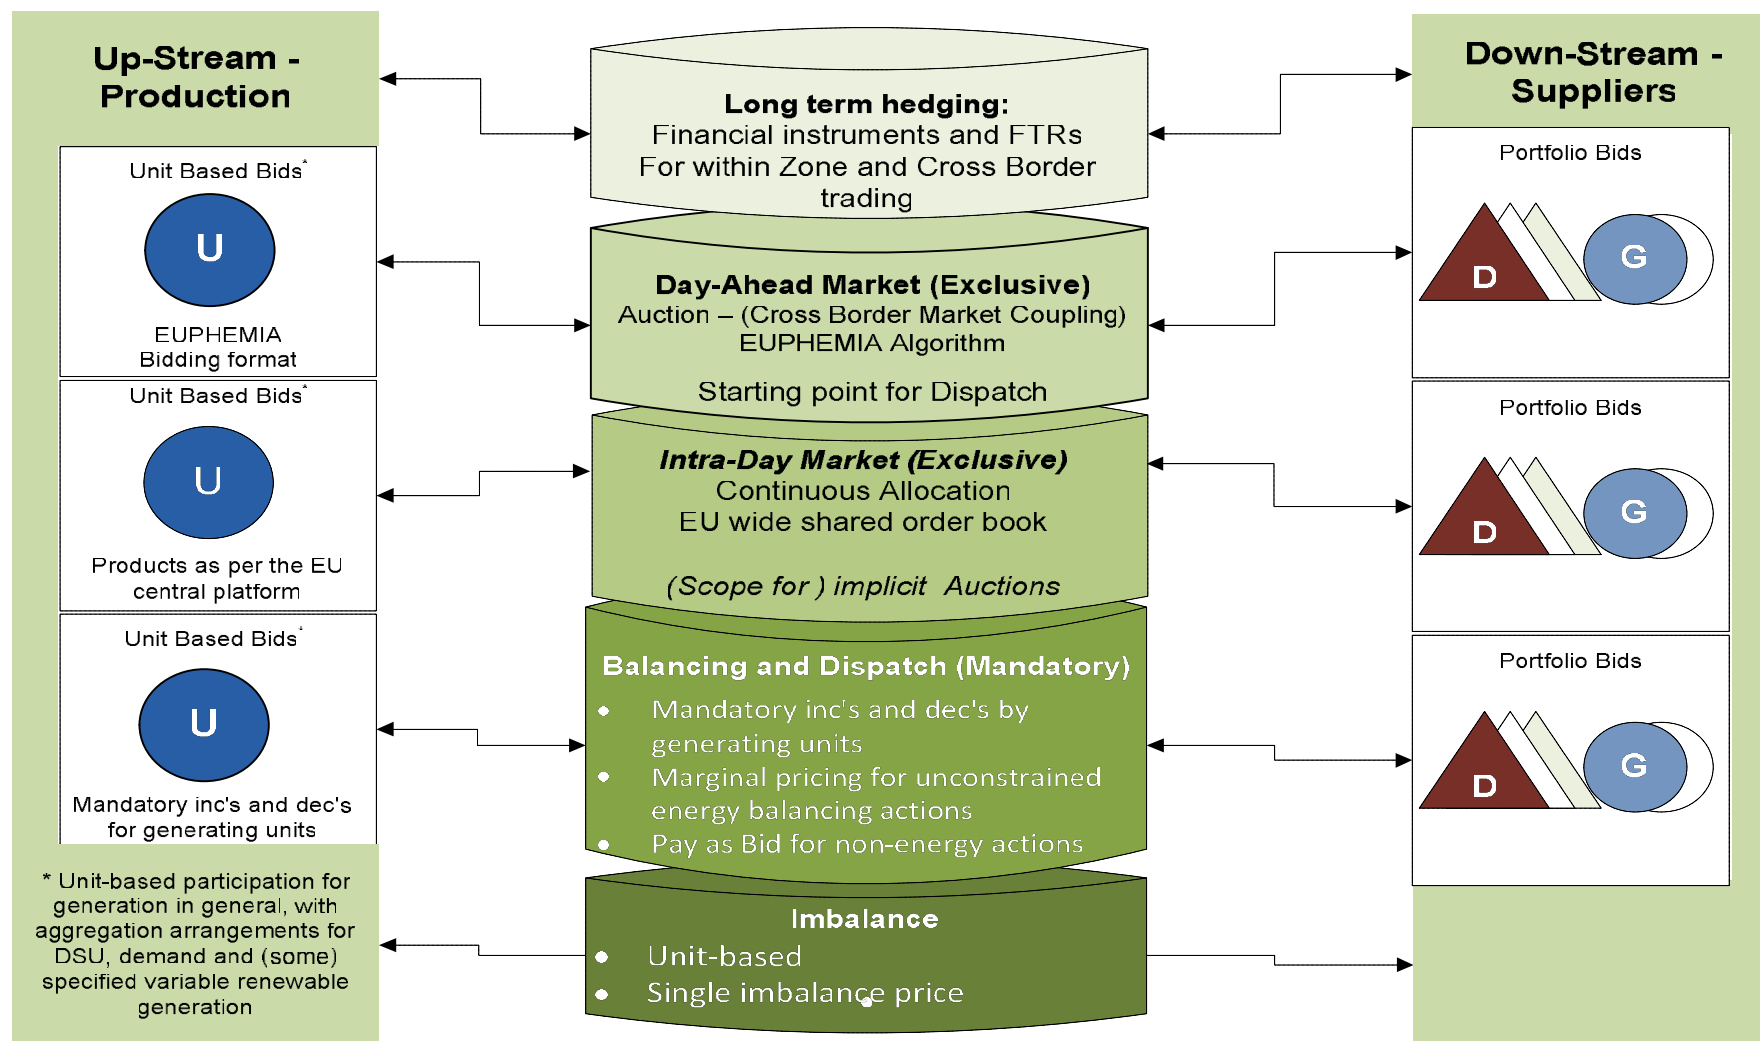 Up-Stream -
Production
Unit Based Bids*
U
EUPHEMIA
Bidding format
Unit Based Bids*
U
Products as per the EU
central platform
Unit Based Bids*
U
Mandatory inc's and dec's
for generating units
* Unit-based participation for
generation in general, with
aggregation arrangements for
DSU, demand and (some)
specified variable renewable
generation
Long term hedging:
Financial instruments and FTRs
For within Zone and Cross Border
trading
Day-Ahead Market (Exclusive)
Auction – (Cross Border Market Coupling)
EUPHEMIA Algorithm
Starting point for Dispatch
Intra-Day Market (Exclusive)
Continuous Allocation
EU wide shared order book
(Scope for ) implicit Auctions
Balancing and Dispatch (Mandatory)
• Mandatory inc's and dec's by
generating units
• Marginal pricing for unconstrained
energy balancing actions
• Pay as Bid for non-energy actions
Imbalance
• Unit-based
• Single imbalance price
Down-Stream -
Suppliers
Portfolio Bids
D G
Portfolio Bids
D G
Portfolio Bids
D G